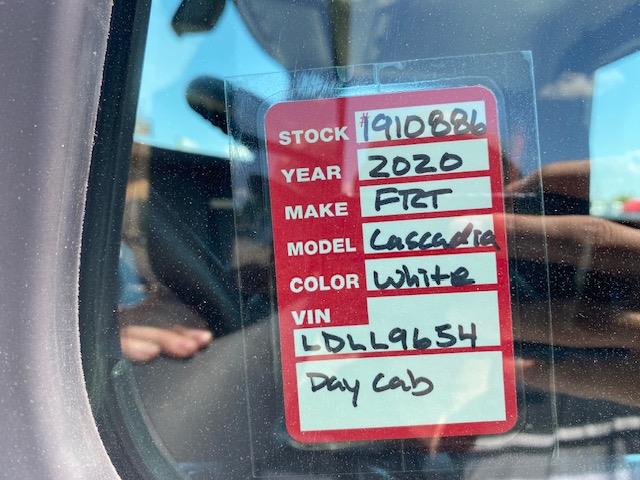 STOCK #1910886
YEAR 2020
MAKE FRT
MODEL Cascadia
COLOR White
VIN
LDLL9654
Day cab